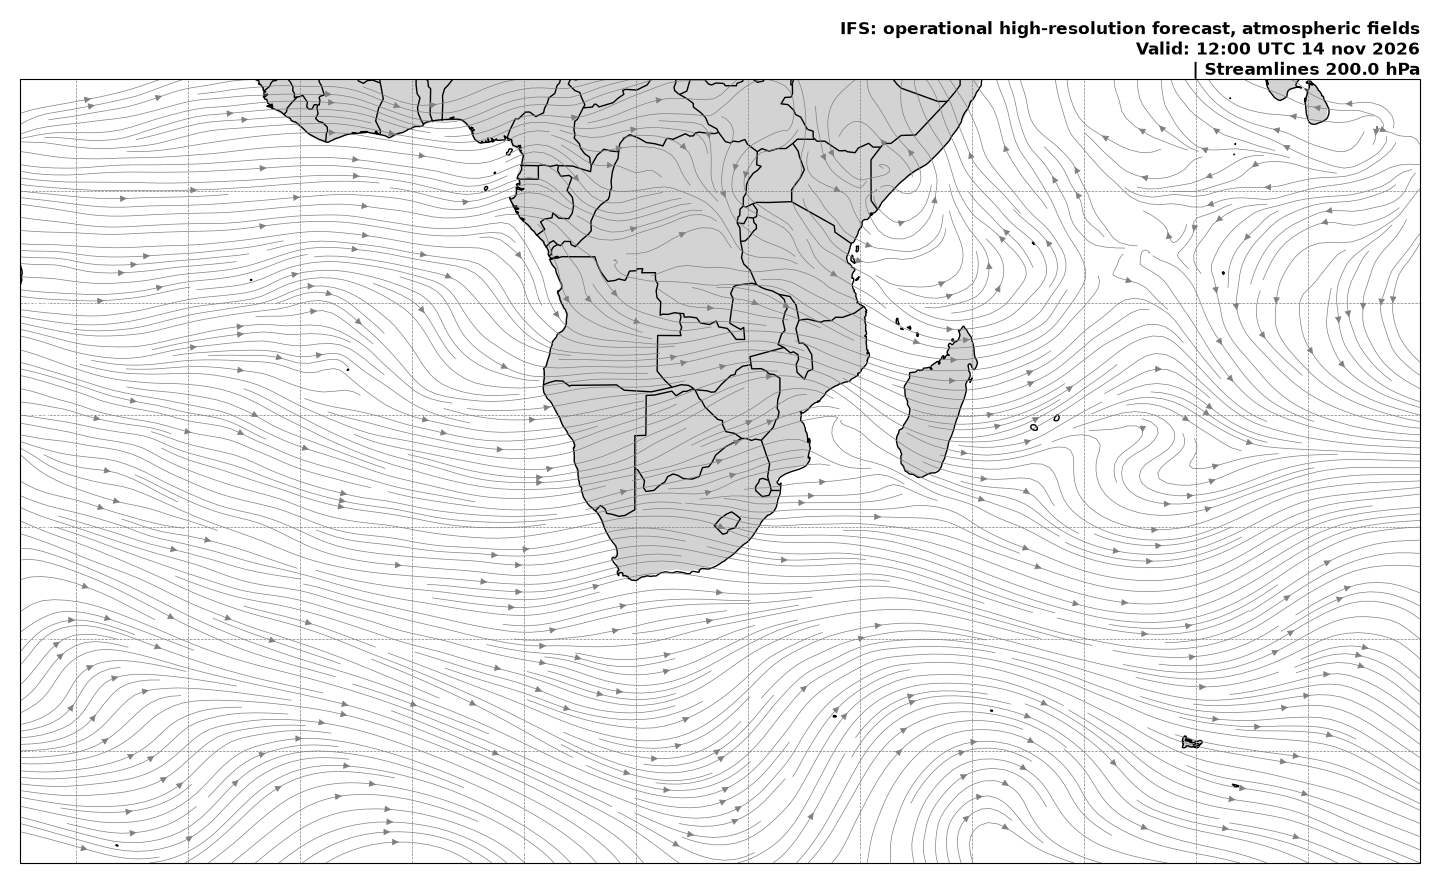 IFS: operational high-resolution forecast, atmospheric fields
Valid: 12:00 UTC 14 nov 2026
| Streamlines 200.0 hPa